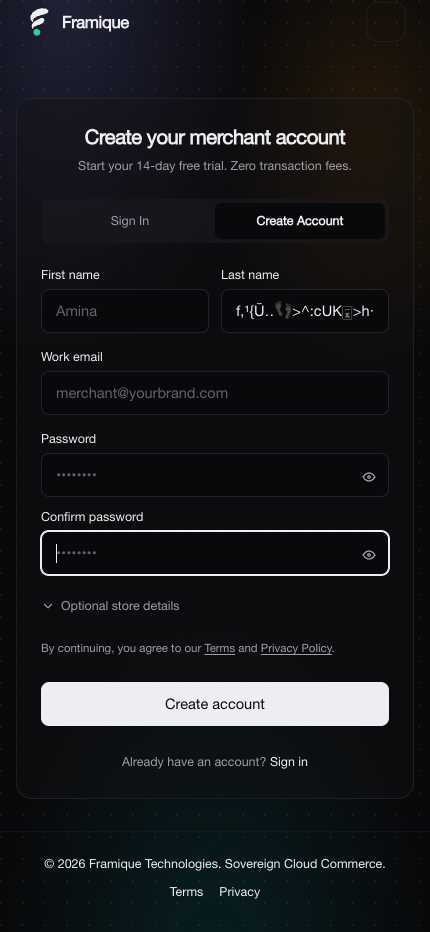 Framique
Create your merchant account
Start your 14-day free trial. Zero transaction fees.
Sign In
Create Account
First name
Last name
Amina
Work email
merchant@yourbrand.com
Password
••••••••
Confirm password
••••••••
Optional store details
By continuing, you agree to our Terms and Privacy Policy.
Create account
Already have an account? Sign in
© 2026 Framique Technologies. Sovereign Cloud Commerce.
Terms Privacy